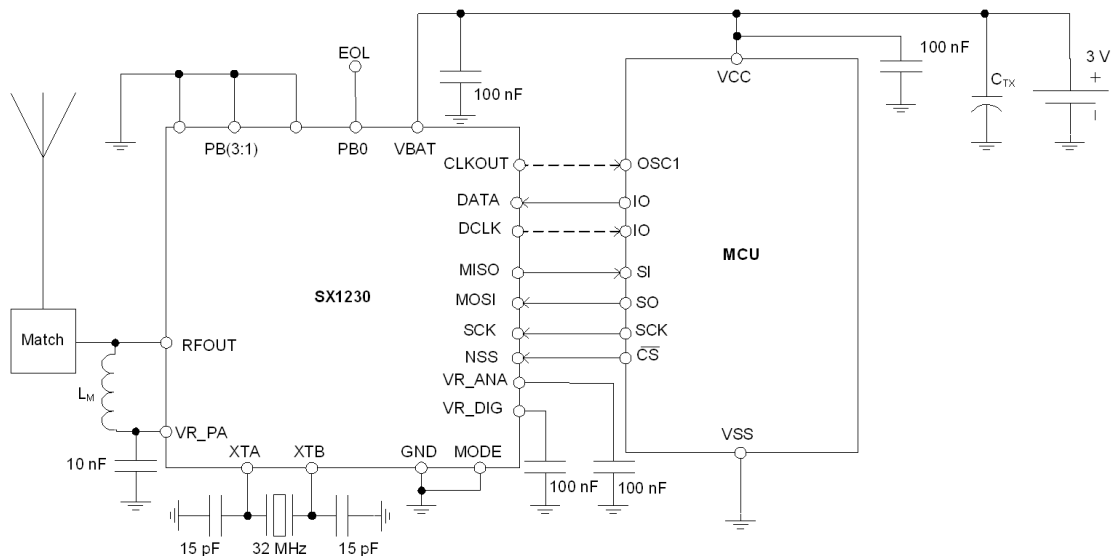 EOL
100 nF
100 nF
3 V
+
VCC
C_TX
PB(3:1)
PB0
VBAT
CLKOUT
OSC1
DATA
IO
DCLK
IO
MCU
MISO
SI
SX1230
MOSI
SO
SCK
SCK
Match
RFOUT
NSS
CS
VR_ANA
L_M
VR_DIG
VR_PA
VSS
XTA
XTB
GND
MODE
10 nF
100 nF
100 nF
15 pF
32 MHz
15 pF